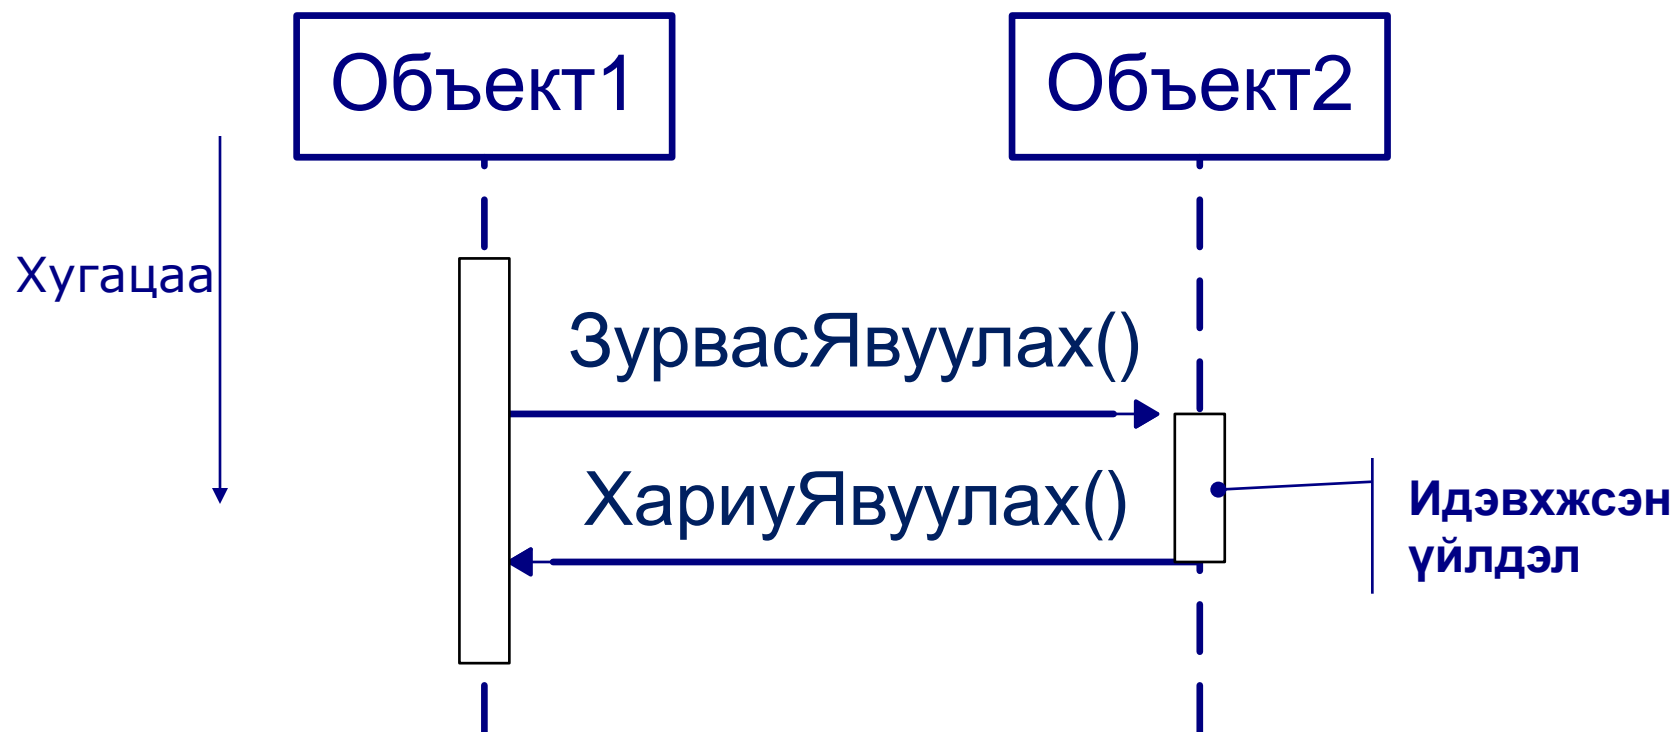 Объект1
Объект2
Хугацаа
ЗурвасЯвуулах()
ХариуЯвуулах()
Идэвхжсэн
үйлдэл